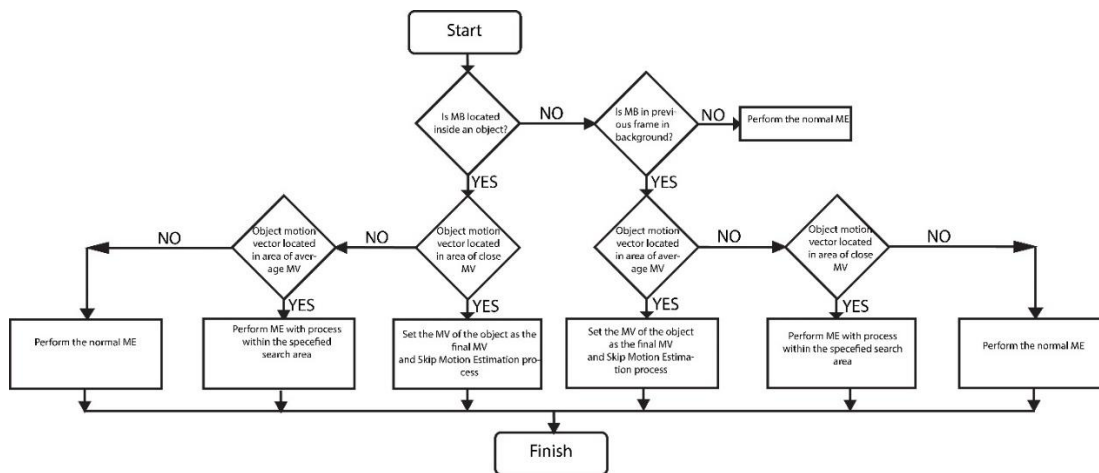 Start
Is MB located
inside an object?
NO
Is MB in previ-
ous frame in
background?
NO
Perform the normal ME
YES
YES
NO
Object motion
vector located
in area of aver-
age MV
NO
Object motion
vector located
in area of close
MV
Object motion
vector located
in area of aver-
age MV
NO
Object motion
vector located
in area of close
MV
NO
YES
YES
YES
YES
Perform the normal ME
Perform ME with process
within the specefied
search area
Set the MV of the object as the
final MV
and Skip Motion Estimation pro-
cess
Set the MV of the object
as the final MV
and Skip Motion Estima-
tion process
Perform ME with process
within the specefied search
area
Perform the normal ME
Finish